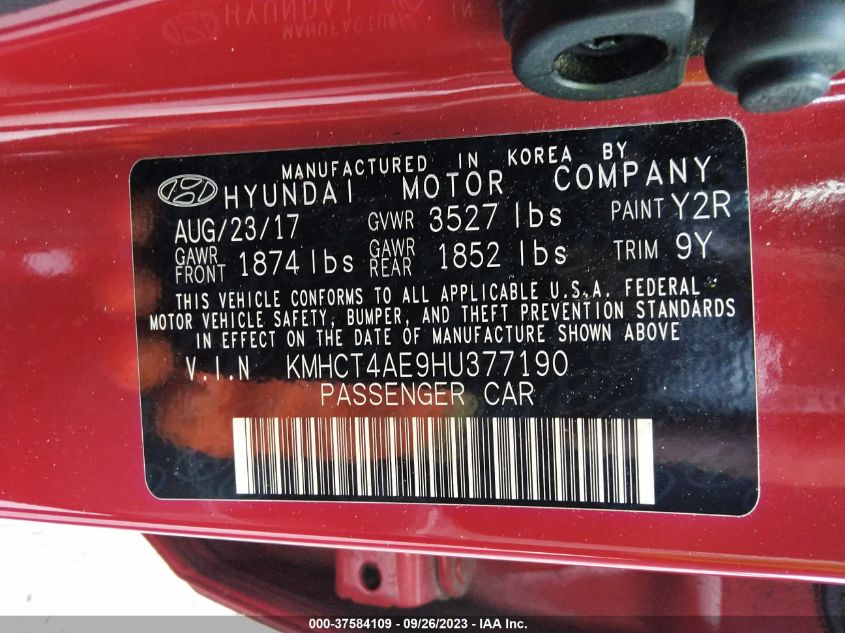 HYUNDAI
MANUFACTURED IN KOREA BY
HYUNDAI MOTOR COMPANY
AUG/23/17 GVWR 3527 lbs PAINT Y2R
GAWR FRONT 1874 lbs GAWR REAR 1852 lbs TRIM 9Y
THIS VEHICLE CONFORMS TO ALL APPLICABLE U.S.A. FEDERAL
MOTOR VEHICLE SAFETY, BUMPER, AND THEFT PREVENTION STANDARDS
IN EFFECT ON THE DATE OF MANUFACTURE SHOWN ABOVE
V.I.N KMHCT4AE9HU377190
PASSENGER CAR
000-37584109 - 09/26/2023 - IAA Inc.